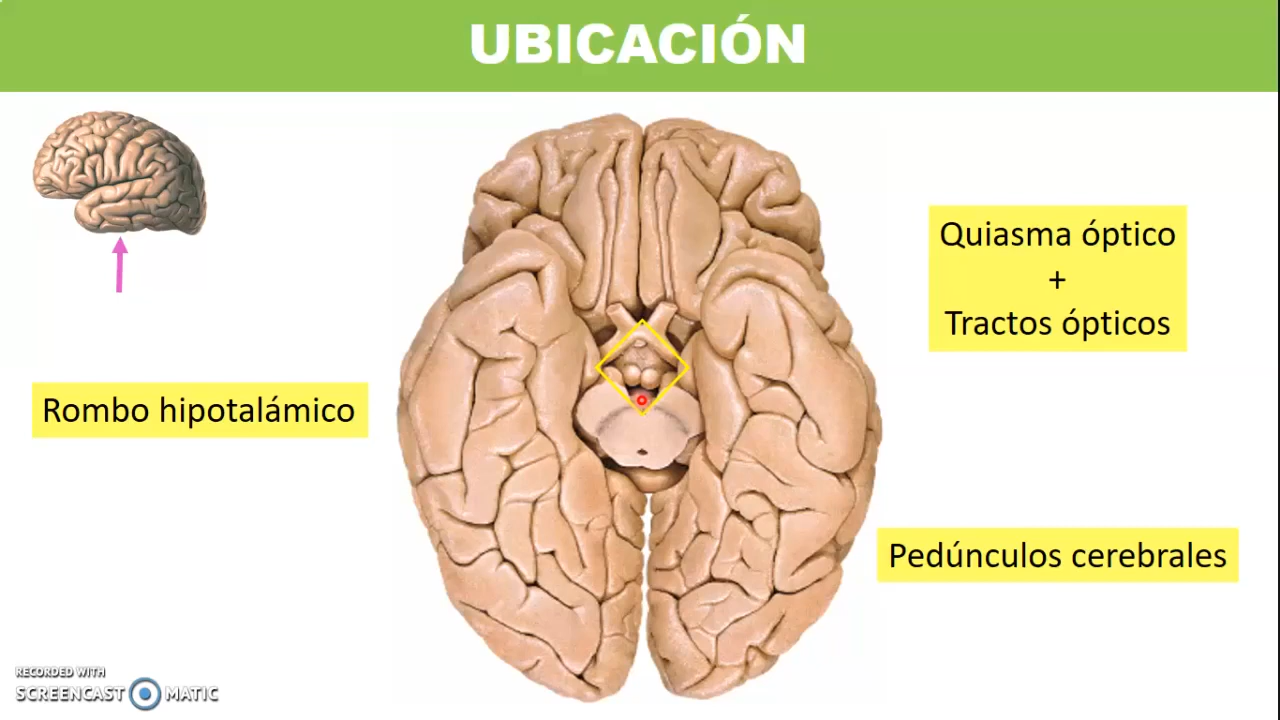 UBICACIÓN
Quiasma óptico
+
Tractos ópticos
Rombo hipotalámico
Pedúnculos cerebrales
RECORDED WITH
SCREENCAST MATIC